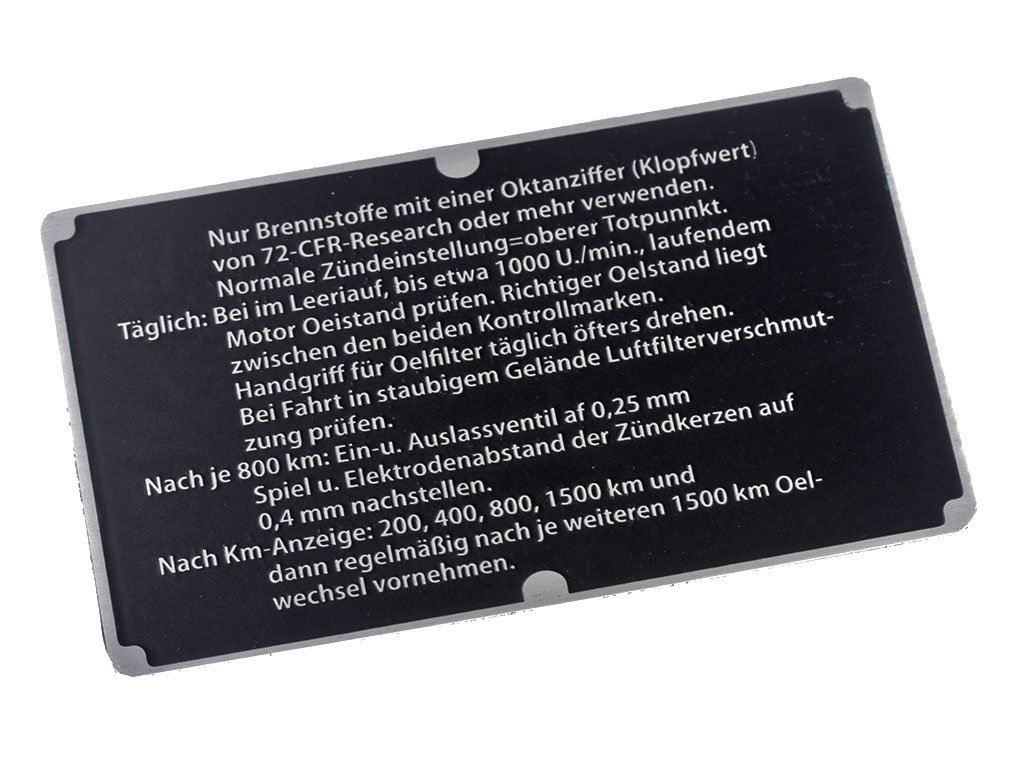 Nur Brennstoffe mit einer Oktanziffer (Klopfwert)
von 72-CFR-Research oder mehr verwenden.
Normale Zündeinstellung=oberer Totpunnkt.
Täglich: Bei im Leeriauf, bis etwa 1000 U./min., laufendem
Motor Oeistand prüfen. Richtiger Oelstand liegt
zwischen den beiden Kontrollmarken.
Handgriff für Oelfilter täglich öfters drehen.
Bei Fahrt in staubigem Gelände Luftfilterverschmut-
zung prüfen.
Nach je 800 km: Ein-u. Auslassventil af 0,25 mm
Spiel u. Elektrodenabstand der Zündkerzen auf
0,4 mm nachstellen.
Nach Km-Anzeige: 200, 400, 800, 1500 km und
dann regelmäßig nach je weiteren 1500 km Oel-
wechsel vornehmen.